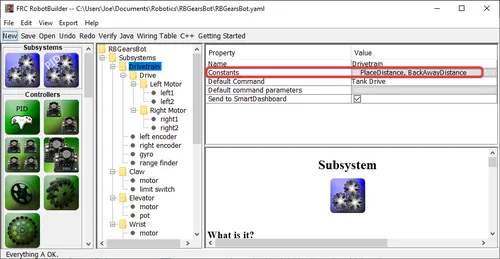 FRC RobotBuilder -- C:\Users\Joe\Documents\Robotics\RBGearsBot\RBGearsBot.yaml
File Edit View Export Help
New Save Open Undo Redo Verify Java Wiring Table C++ Getting Started
Subsystems
PID
Controllers
PID
RBGearsBot
Subsystems
Drivetrain
Drive
Left Motor
left1
left2
Right Motor
right1
right2
left encoder
right encoder
gyro
range finder
Claw
motor
limit switch
Elevator
motor
pot
Wrist
motor
Property Value
Name Drivetrain
Constants PlaceDistance, BackAwayDistance
Default Command Tank Drive
Default command parameters
Send to SmartDashboard
Subsystem
What is it?
Everything A OK.